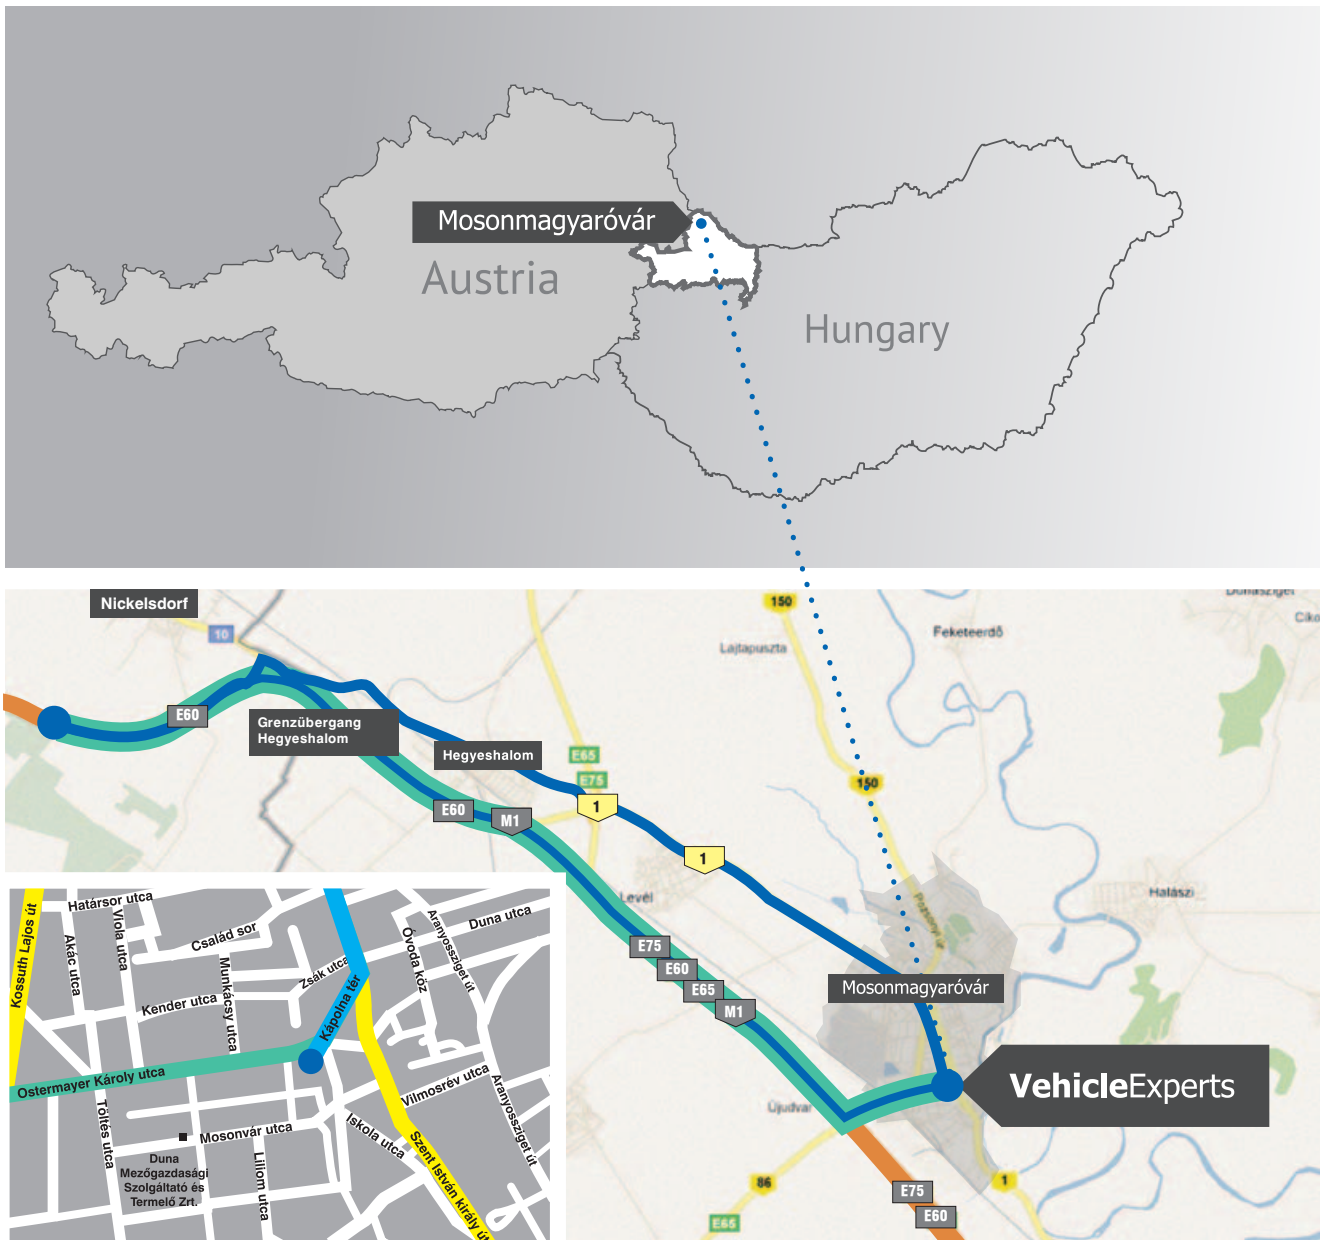 Mosonmagyaróvár
Austria
Hungary
Nickelsdorf
10
150
Feketeerdő
Lajtapuszta
E60
Grenzübergang
Hegyeshalom
Hegyeshalom
E65
E75
1
150
E60
M1
1
Levél
Halászi
Pozsonyi út
E75
E60
E65
M1
Mosonmagyaróvár
VehicleExperts
Újudvar
86
1
E75
E60
E65
Kossuth Lajos út
Határsor utca
Akác utca
Viola utca
Család sor
Munkácsy utca
Zsák utca
Kender utca
Óvoda köz
Aranyossziget út
Duna utca
Kápolna tér
Ostermayer Károly utca
Töltés utca
Mosonvár utca
Vilmosrév utca
Iskola utca
Aranyossziget út
Szent István király út
Liliom utca
Duna
Mezőgazdasági
Szolgáltató és
Termelő Zrt.